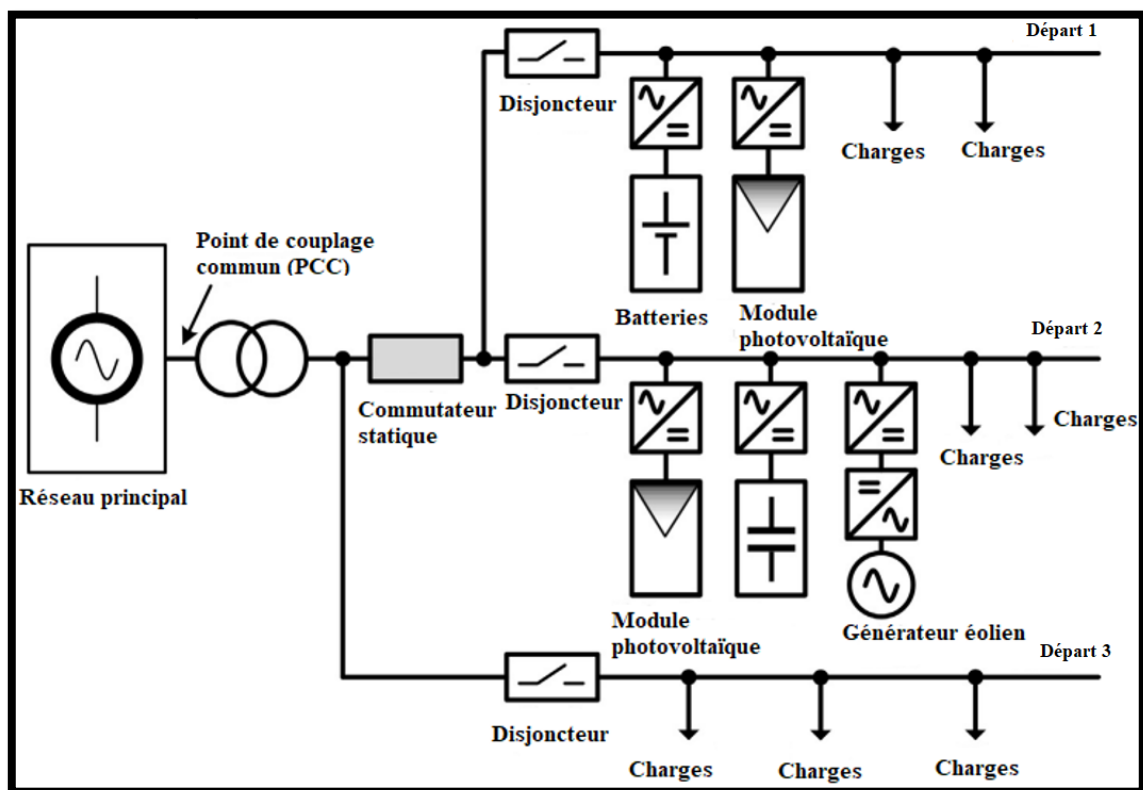 Départ 1
Disjoncteur
Charges
Charges
Point de couplage
commun (PCC)
Batteries
Module
photovoltaïque
Départ 2
Commutateur
statique
Disjoncteur
Charges
Charges
Réseau principal
Module
photovoltaïque
Générateur éolien
Départ 3
Disjoncteur
Charges
Charges
Charges